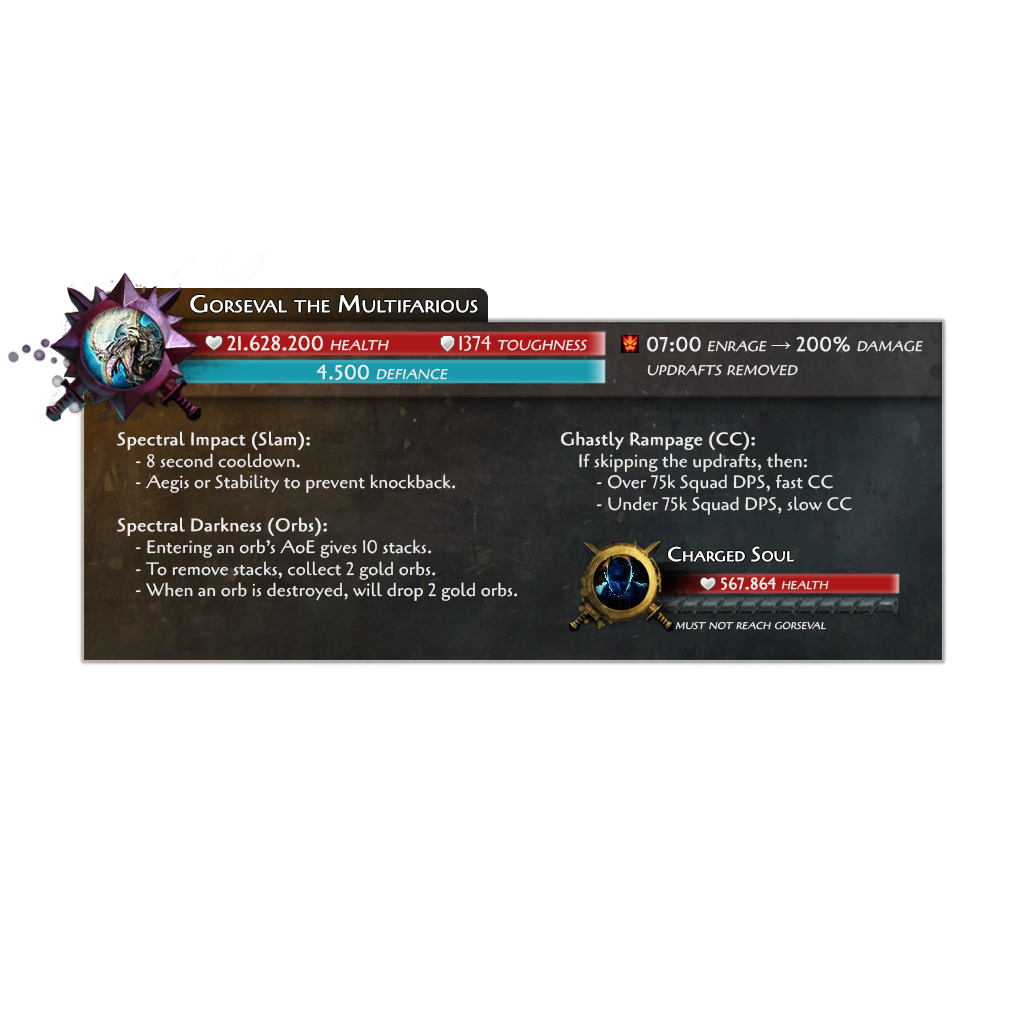 Gorseval the Multifarious
21.628.200 HEALTH 1374 TOUGHNESS
4.500 DEFIANCE
07:00 ENRAGE → 200% DAMAGE
UPDRAFTS REMOVED
Spectral Impact (Slam):
- 8 second cooldown.
- Aegis or Stability to prevent knockback.
Spectral Darkness (Orbs):
- Entering an orb's AoE gives 10 stacks.
- To remove stacks, collect 2 gold orbs.
- When an orb is destroyed, will drop 2 gold orbs.
Ghastly Rampage (CC):
If skipping the updrafts, then:
- Over 75k Squad DPS, fast CC
- Under 75k Squad DPS, slow CC
Charged Soul
567.864 HEALTH
MUST NOT REACH GORSEVAL